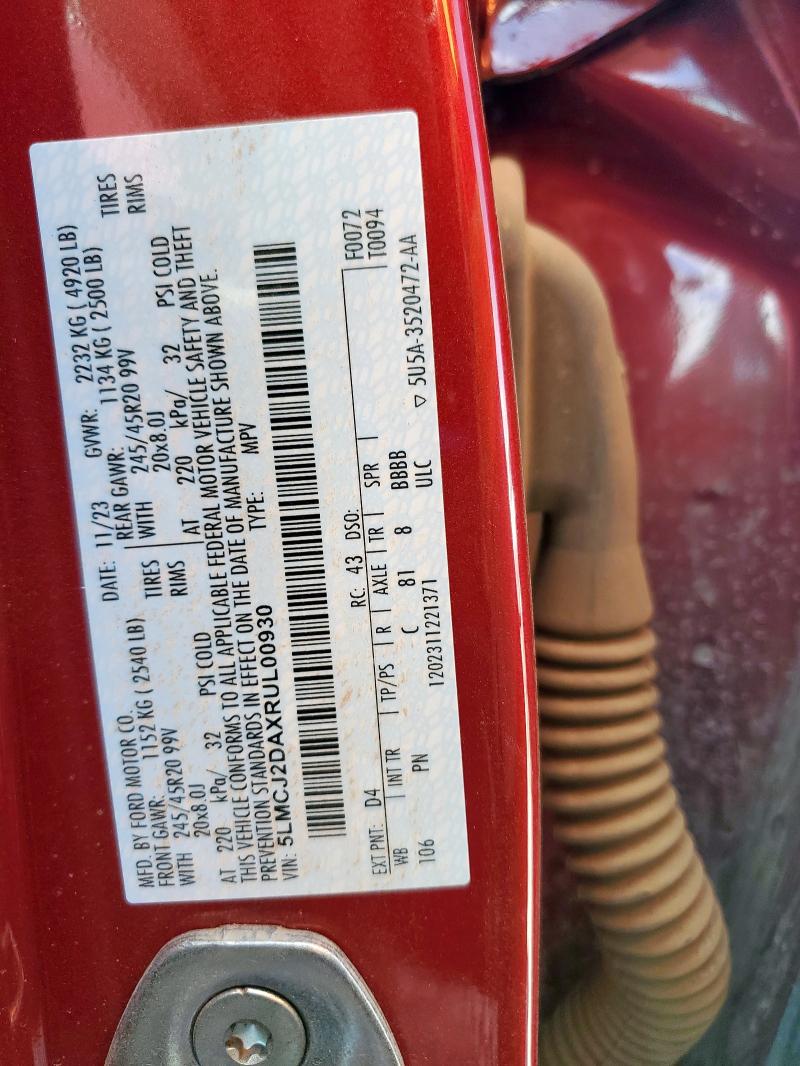 MFD. BY FORD MOTOR CO.
DATE: 11/23 GVWR: 2232 KG ( 4920 LB)
FRONT GAWR: 1152 KG ( 2540 LB) REAR GAWR: 1134 KG ( 2500 LB)
WITH 245/45R20 99V TIRES WITH 245/45R20 99V TIRES
20x8.0J RIMS 20x8.0J RIMS
AT 220 kPa/ 32 PSI COLD AT 220 kPa/ 32 PSI COLD
THIS VEHICLE CONFORMS TO ALL APPLICABLE FEDERAL MOTOR VEHICLE SAFETY AND THEFT
PREVENTION STANDARDS IN EFFECT ON THE DATE OF MANUFACTURE SHOWN ABOVE.
VIN: 5LMCJ2DAXRUL00930 TYPE: MPV
EXT PNT: D4 RC: 43 DSO: F0072
WB INT TR TP/PS R AXLE TR SPR T0094
106 PN C 81 8 BBBB
1202311221371 ULC ▽ 5U5A-3520472-AA